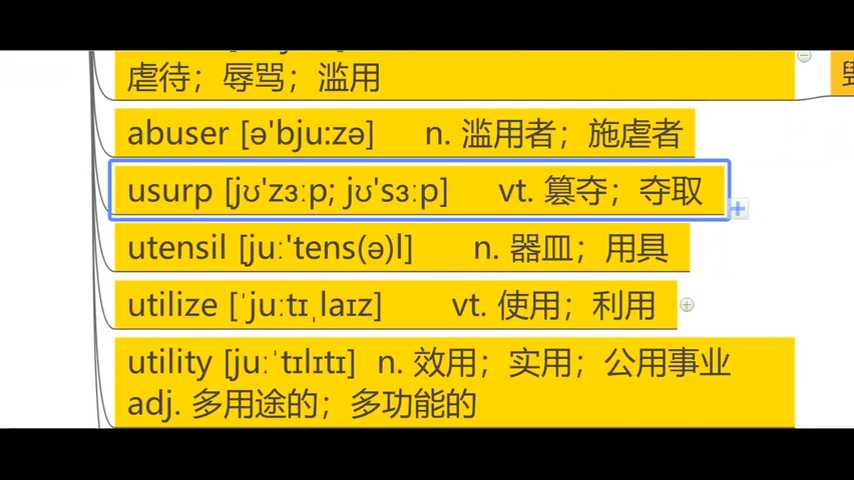 虐待；辱骂；滥用
abuser [ə'bju:zə] n. 滥用者；施虐者
usurp [jʊ'zɜːp; jʊ'sɜːp] vt. 篡夺；夺取
utensil [juː'tens(ə)l] n. 器皿；用具
utilize [ˈjuːtɪˌlaɪz] vt. 使用；利用
utility [juːˈtɪlɪtɪ] n. 效用；实用；公用事业
adj. 多用途的；多功能的